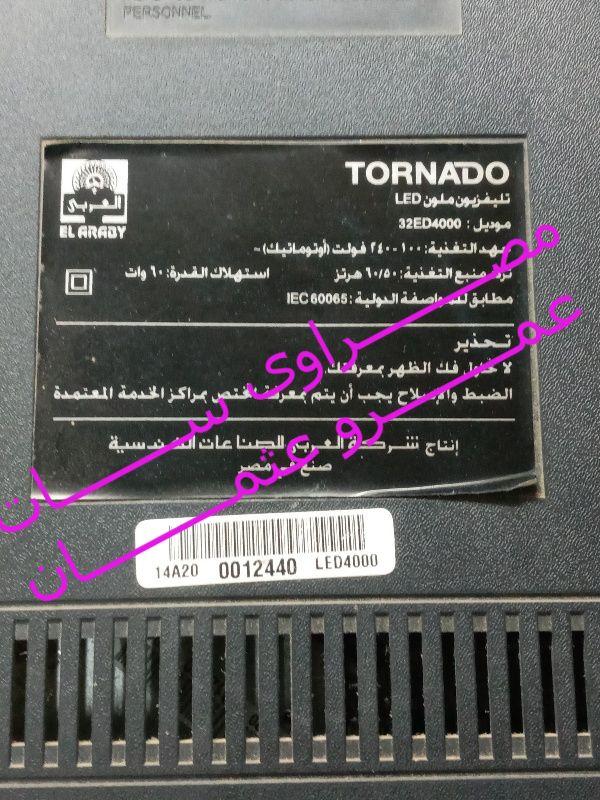 PERSONNEL
العربي
EL ARABY
TORNADO
تليفزيون ملون LED
موديل : 32ED4000
جهد التغذية: ١٠٠-٢٤٠ فولت (أوتوماتيك)~
تردد منبع التغذية: ٦٠/٥٠ هرتز استهلاك القدرة: ٦٠ وات
مطابق للمواصفة الدولية : IEC 60065
تحذير
لا تحاول فك الظهر بمعرفتك.
الضبط والإصلاح يجب أن يتم بمعرفة مختص بمراكز الخدمة المعتمدة
إنتاج شركة العربي للصناعات الهندسية
صنع في مصر
مصراوى سات
عمرو عثمان
14A20 0012440 LED4000